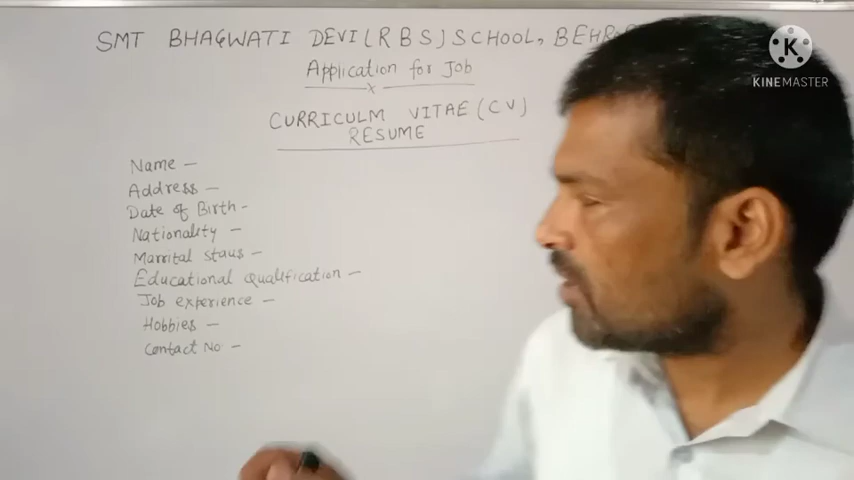 SMT BHAGWATI DEVI (RBS) SCHOOL,
KINEMASTER
Application for Job
x
CURRICULM VITAE (CV)
RESUME
Name -
Address -
Date of Birth -
Nationality -
Marrital staus -
Educational qualification -
Job experience -
Hobbies -
Contact No -